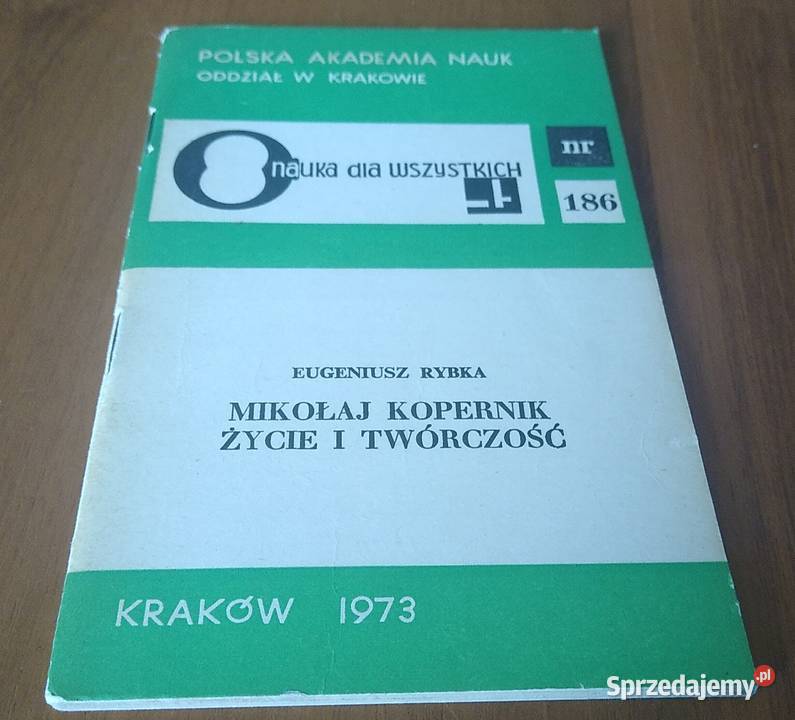 POLSKA AKADEMIA NAUK
ODDZIAŁ W KRAKOWIE
nauka dla wszystkich
nr
186
EUGENIUSZ RYBKA
MIKOŁAJ KOPERNIK
ŻYCIE I TWÓRCZOŚĆ
KRAKÓW 1973
Sprzedajemy.pl